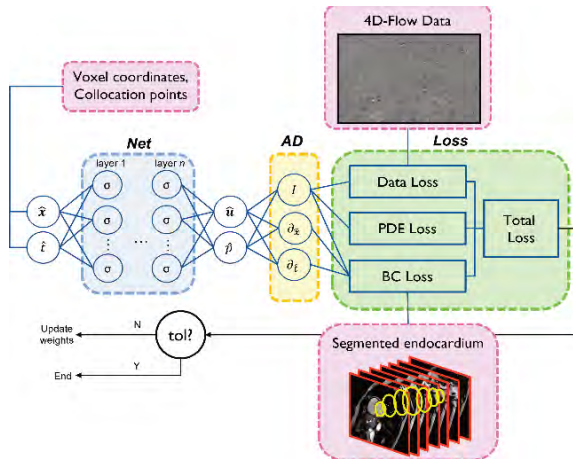 4D-Flow Data
Voxel coordinates,
Collocation points
Net
AD
Loss
layer 1
layer n
σ
σ
σ
σ
σ
σ
x̂
t̂
û
p̂
I
∂x̂
∂t̂
Data Loss
PDE Loss
BC Loss
Total
Loss
Update
weights
N
tol?
End
Y
Segmented endocardium